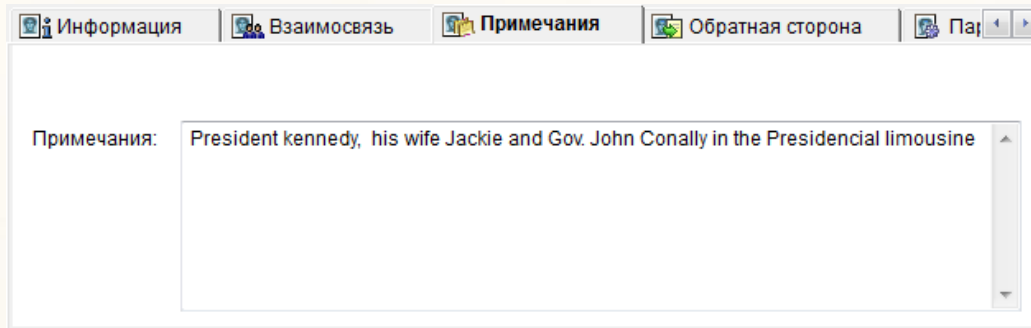 Информация Взаимосвязь Примечания Обратная сторона Пар
Примечания: President kennedy,  his wife Jackie and Gov. John Conally in the Presidencial limousine